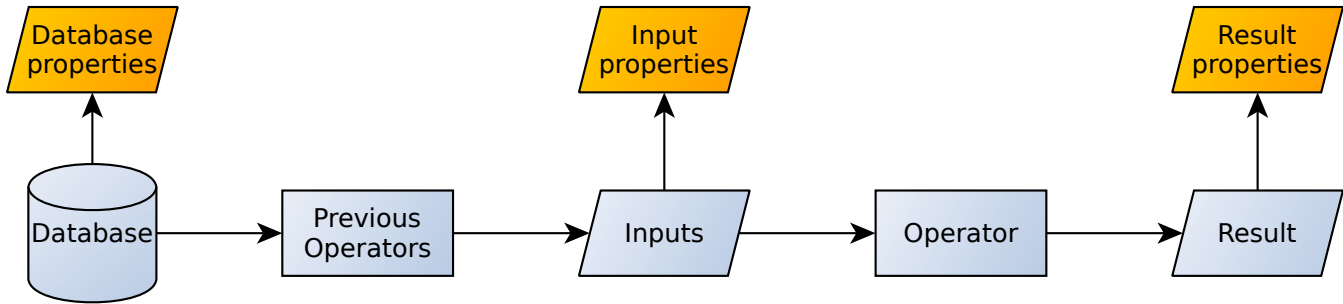 Database
properties
Input
properties
Result
properties
Database
Previous
Operators
Inputs
Operator
Result